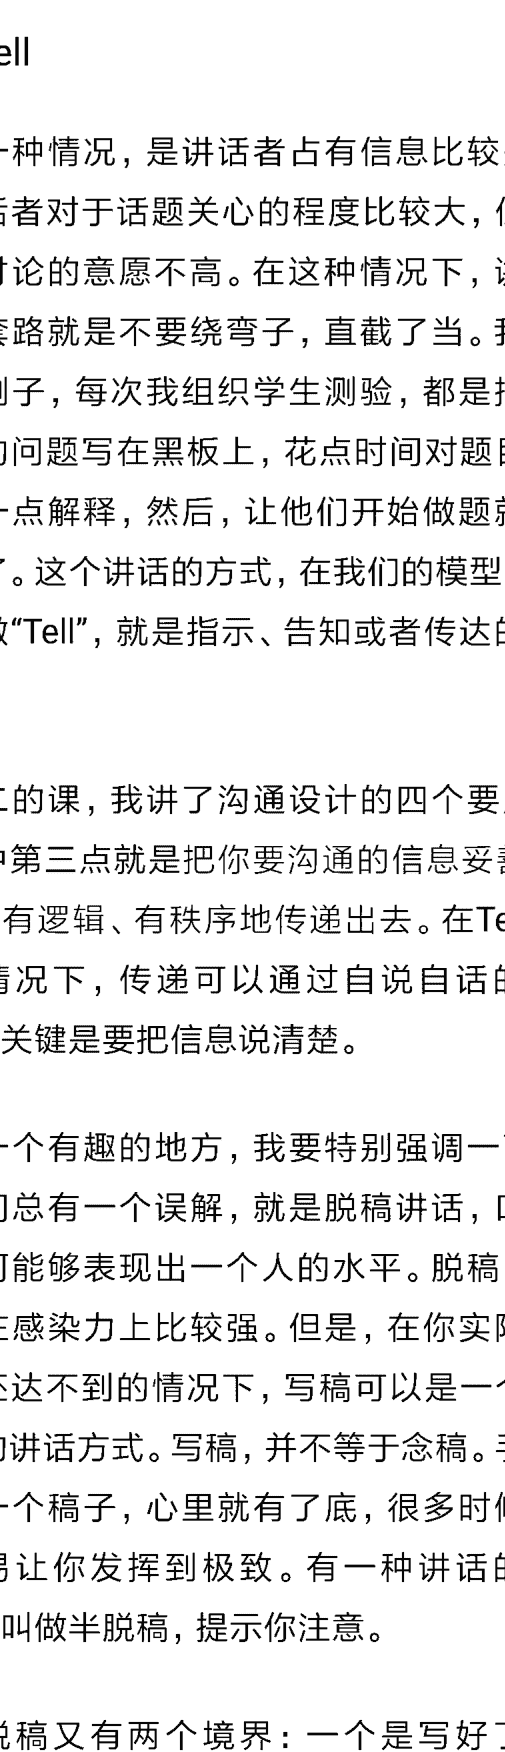 ell
一种情况，是讲话者占有信息比较
者对于话题关心的程度比较大，
论的意愿不高。在这种情况下，
路就是不要绕弯子，直截了当。
子，每次我组织学生测验，都是
问题写在黑板上，花点时间对题
一点解释，然后，让他们开始做题
。这个讲话的方式，在我们的模型
“Tell”，就是指示、告知或者传达
的课，我讲了沟通设计的四个要
第三点就是把你要沟通的信息妥
有逻辑、有秩序地传递出去。在Te
情况下，传递可以通过自说自话的
关键是要把信息说清楚。
一个有趣的地方，我要特别强调一
总有一个误解，就是脱稿讲话，
能够表现出一个人的水平。脱稿
感染力上比较强。但是，在你实
达不到的情况下，写稿可以是一
讲话方式。写稿，并不等于念稿。
一个稿子，心里就有了底，很多时
让你发挥到极致。有一种讲话的
叫做半脱稿，提示你注意。
脱稿又有两个境界：一个是写好